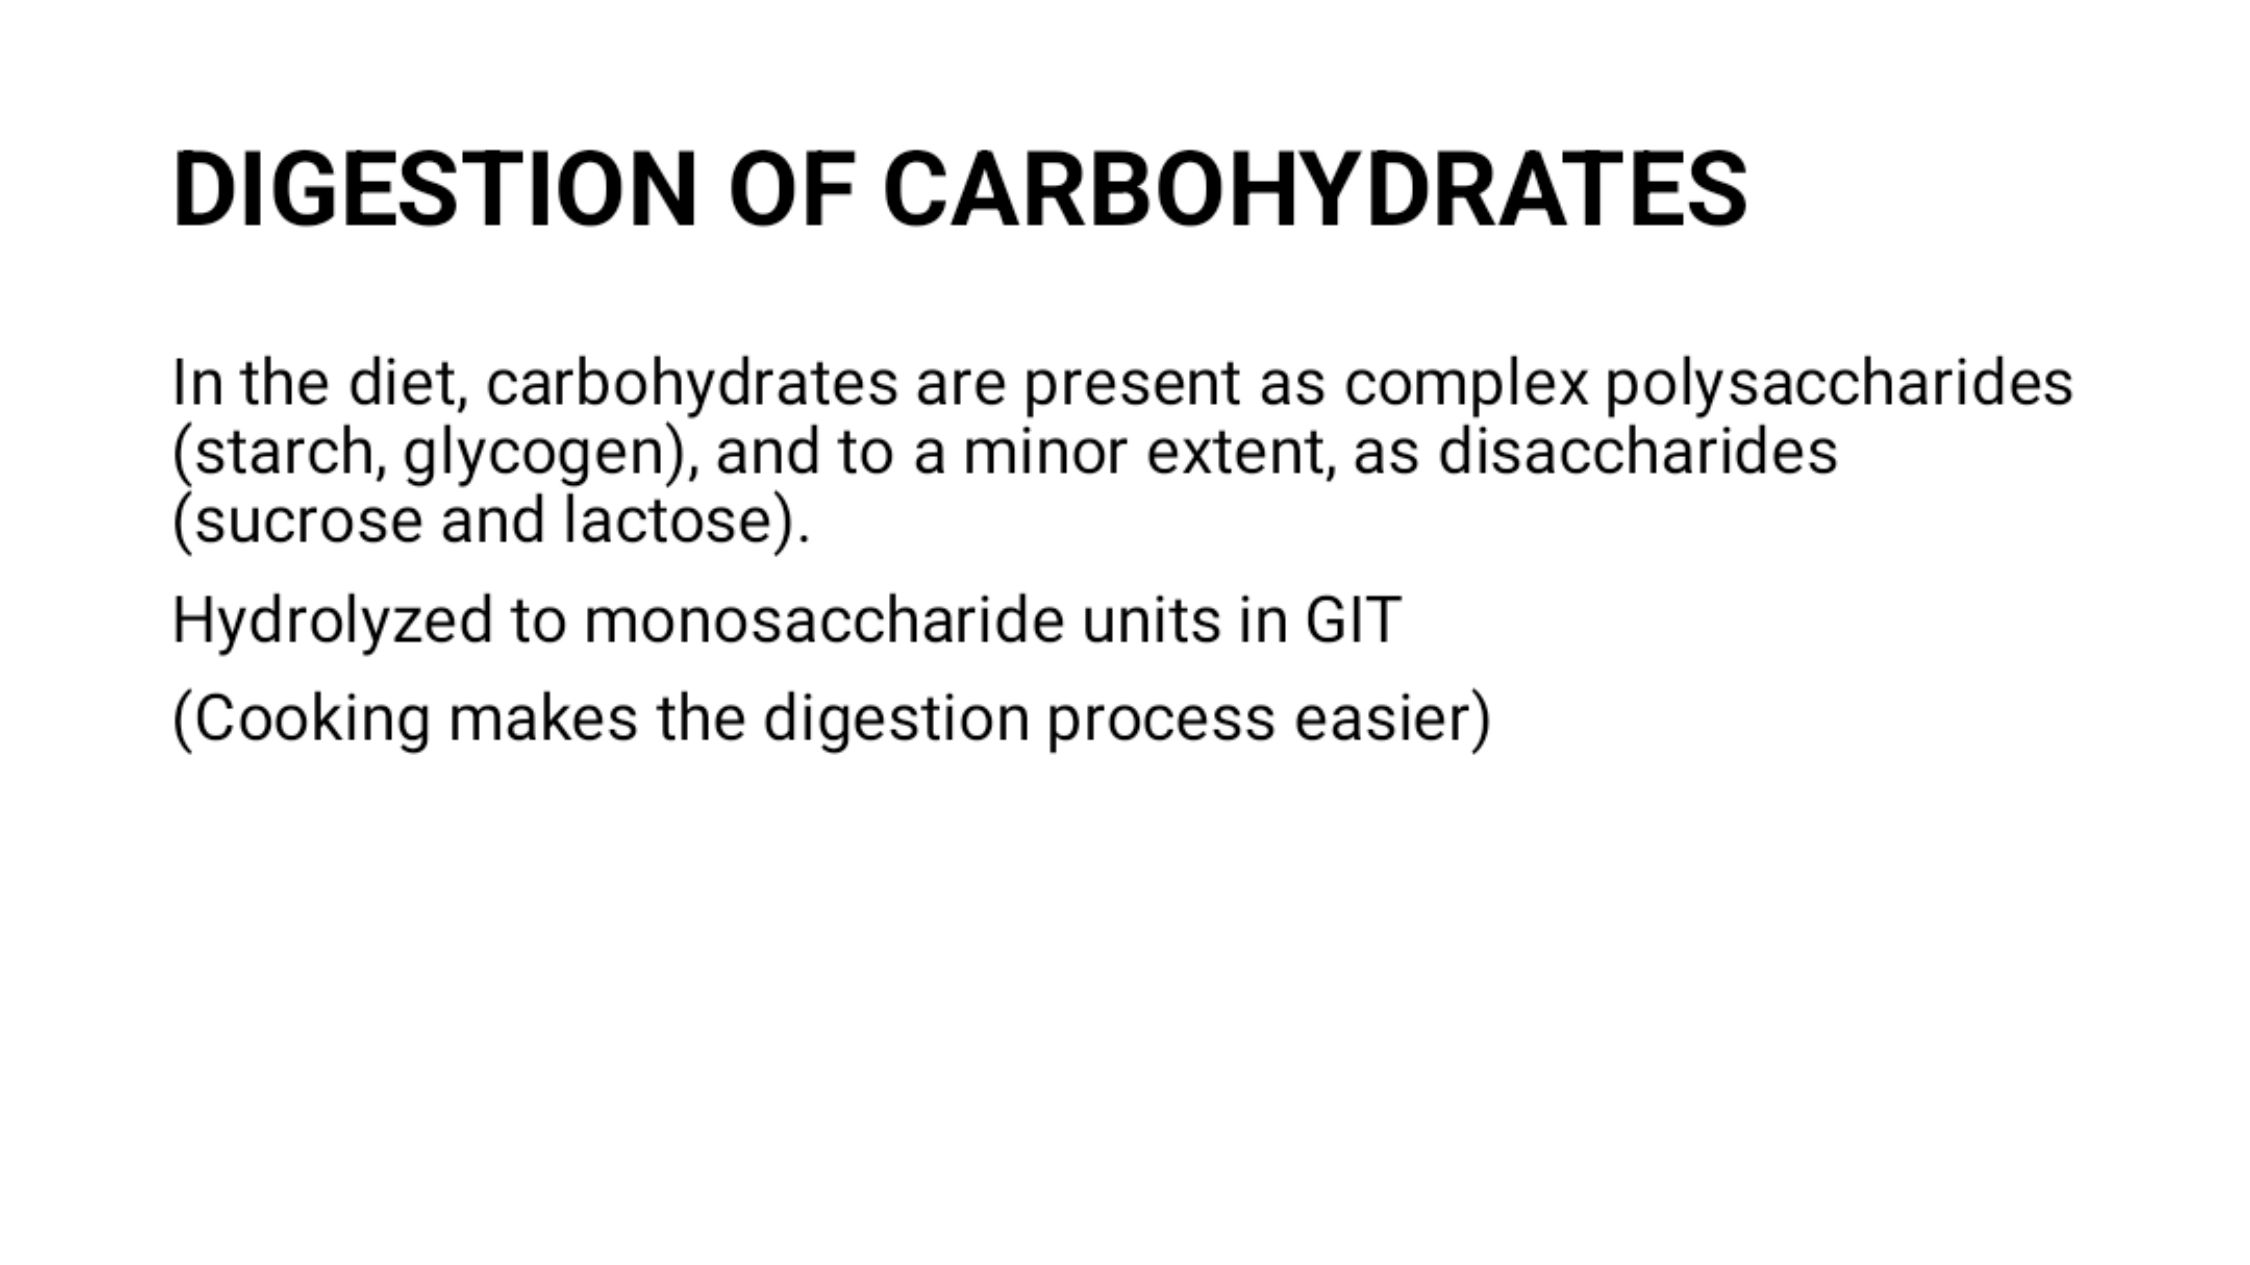 DIGESTION OF CARBOHYDRATES
In the diet, carbohydrates are present as complex polysaccharides
(starch, glycogen), and to a minor extent, as disaccharides
(sucrose and lactose).
Hydrolyzed to monosaccharide units in GIT
(Cooking makes the digestion process easier)